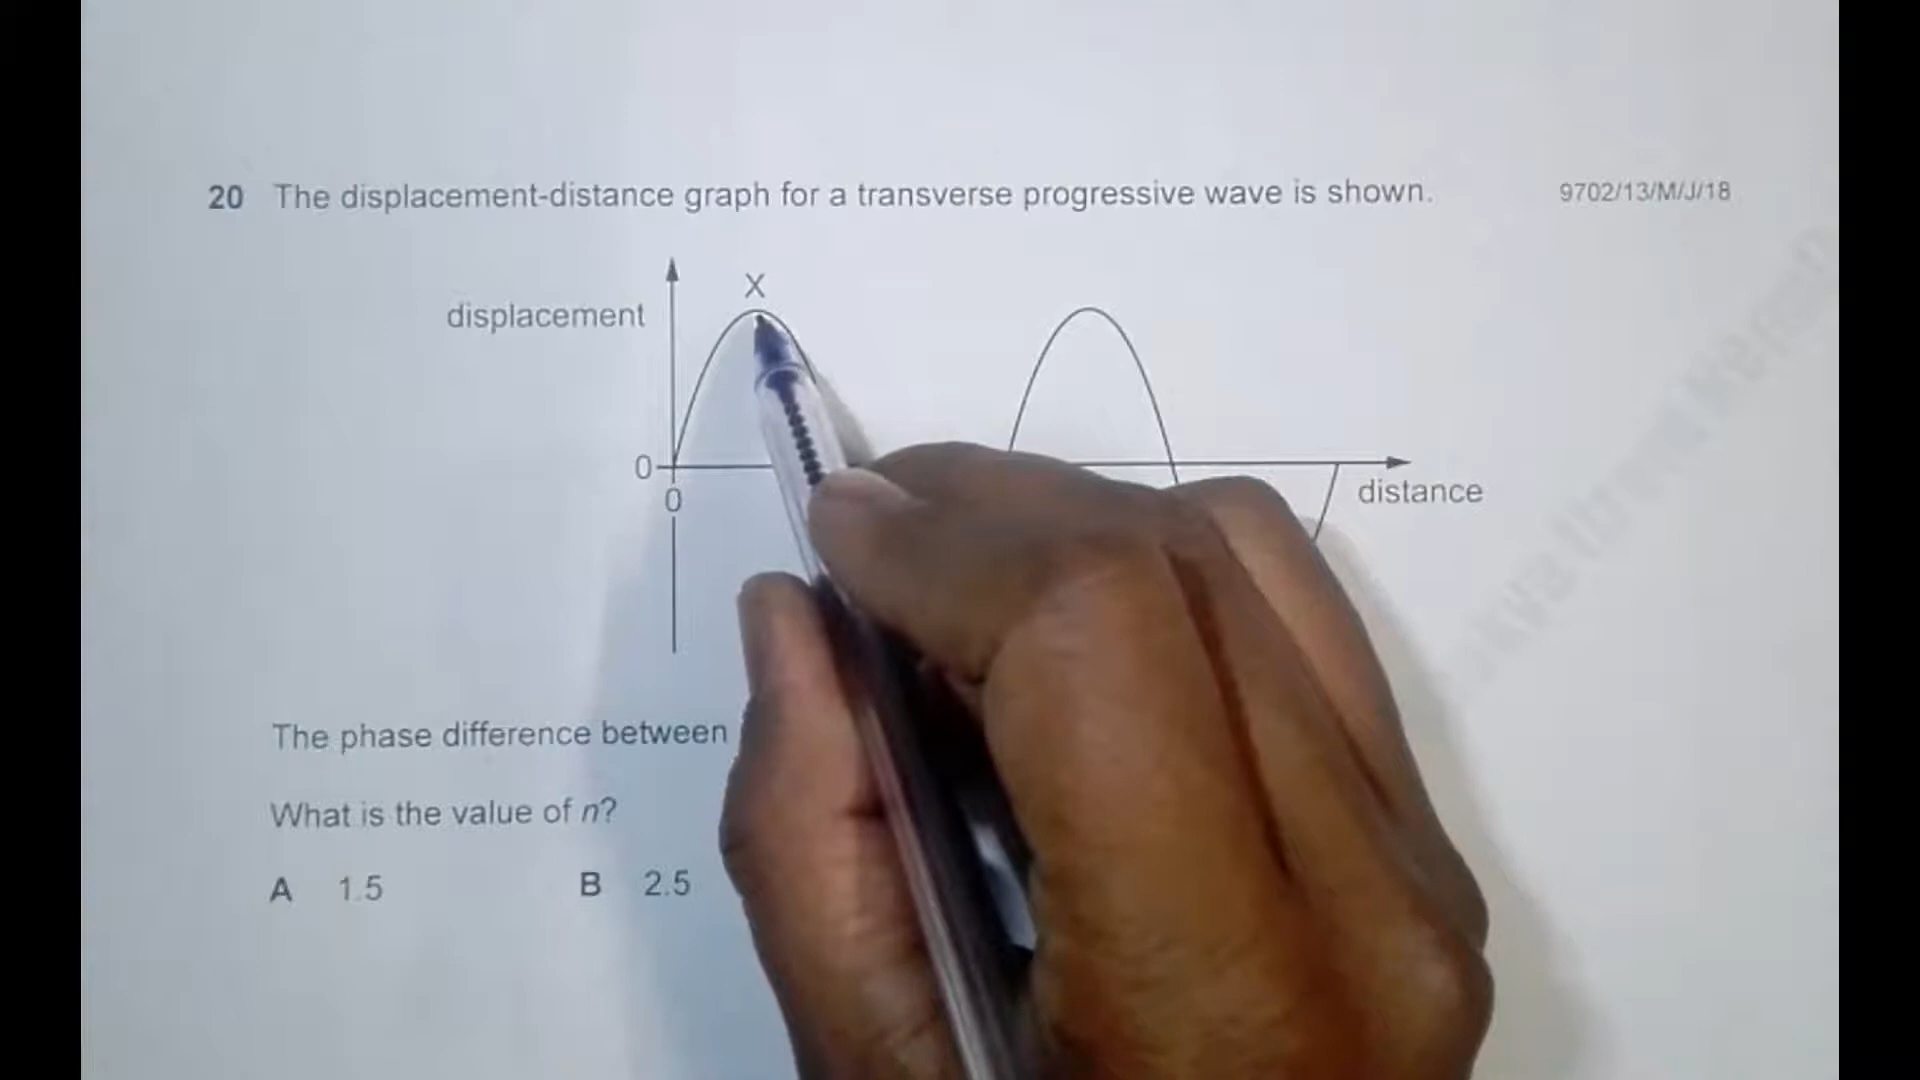 20 The displacement-distance graph for a transverse progressive wave is shown. 9702/13/M/J/18
X
displacement
0
0
distance
The phase difference between
What is the value of n?
A 1.5 B 2.5